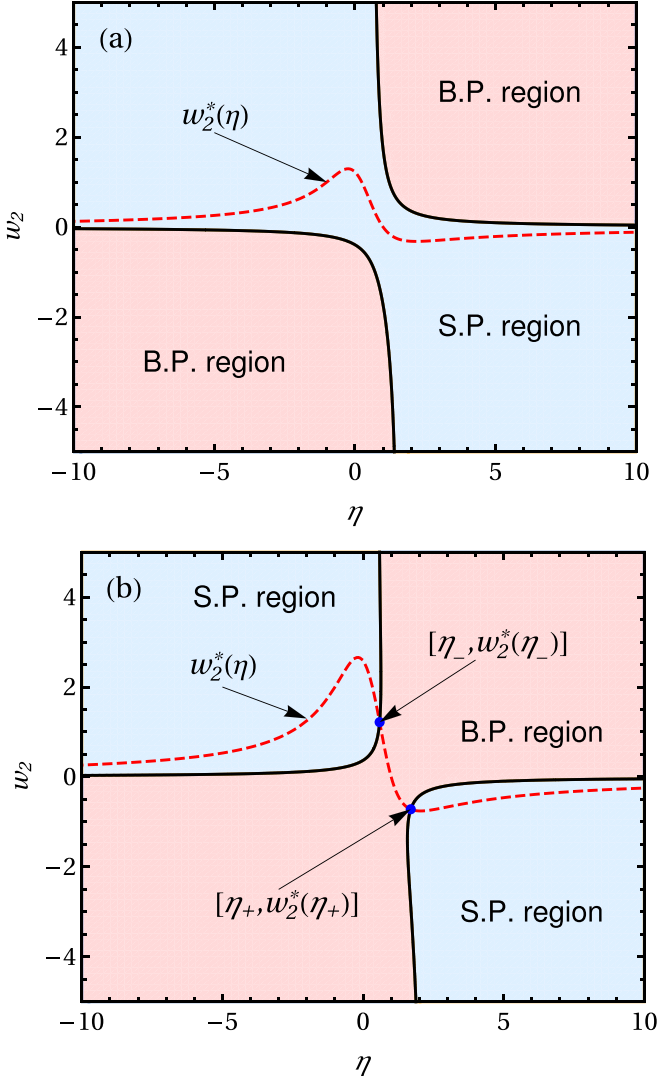 (a)
B.P. region
w₂*(η)
S.P. region
B.P. region
w₂
4
2
0
−2
−4
−10
−5
0
5
10
η
(b)
S.P. region
[η₋,w₂*(η₋)]
w₂*(η)
B.P. region
[η₊,w₂*(η₊)]
S.P. region
w₂
4
2
0
−2
−4
−10
−5
0
5
10
η